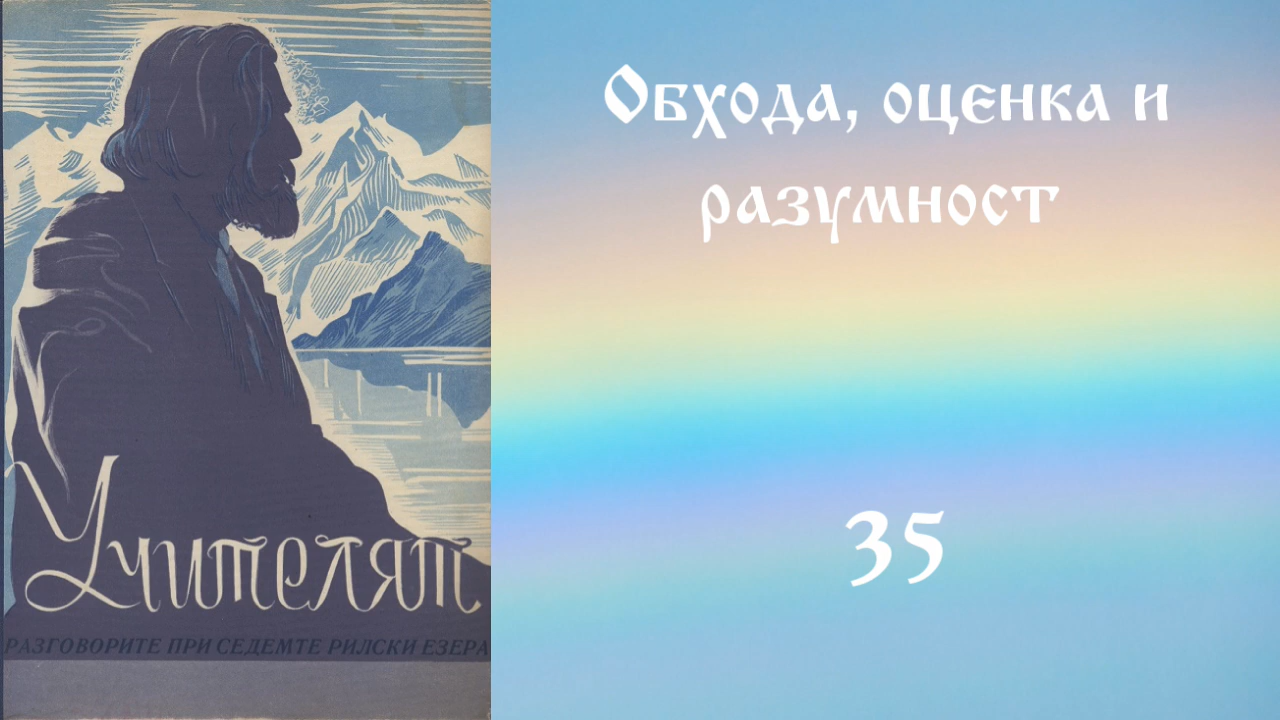 Учителят
РАЗГОВОРИТЕ ПРИ СЕДЕМТЕ РИЛСКИ ЕЗЕРА
Обхода, оценка и
разумност
35